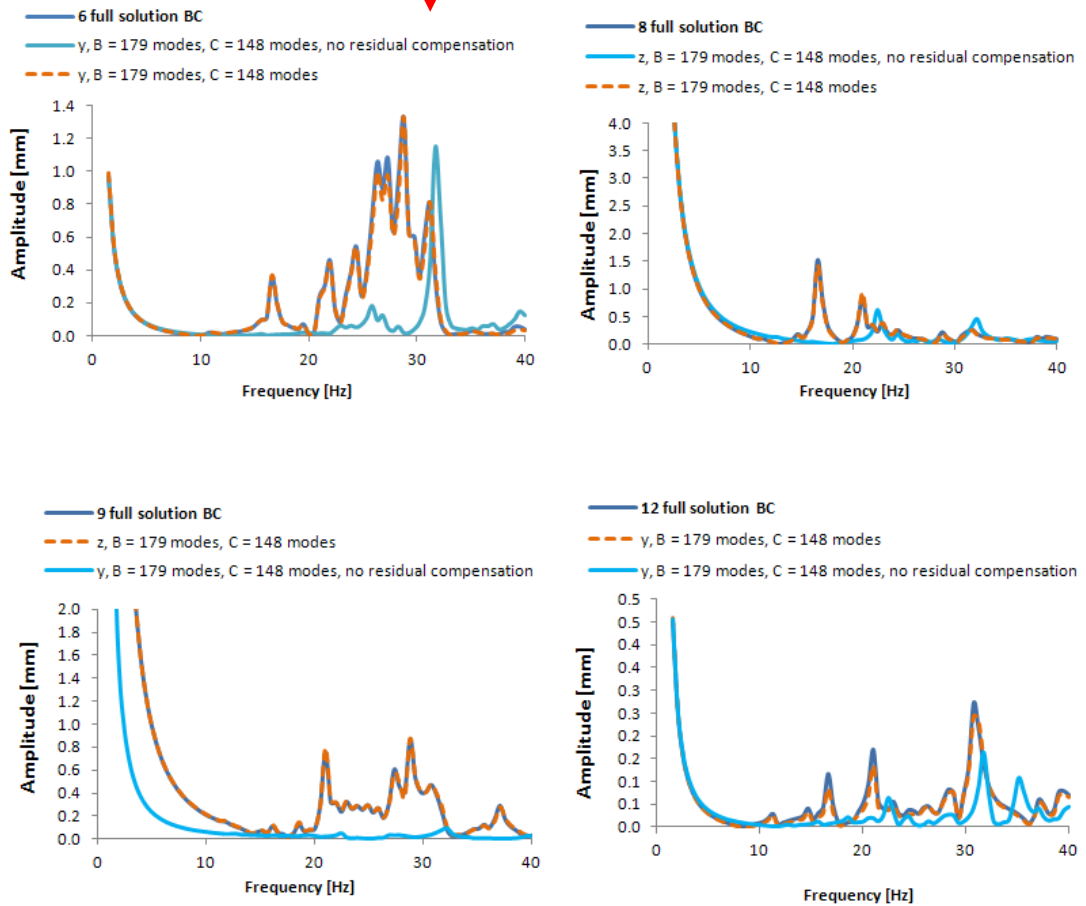 6 full solution BC
y, B = 179 modes, C = 148 modes, no residual compensation
y, B = 179 modes, C = 148 modes
Amplitude [mm]
1.4
1.2
1.0
0.8
0.6
0.4
0.2
0.0
0 10 20 30 40
Frequency [Hz]
8 full solution BC
z, B = 179 modes, C = 148 modes, no residual compensation
z, B = 179 modes, C = 148 modes
Amplitude [mm]
4.0
3.5
3.0
2.5
2.0
1.5
1.0
0.5
0.0
0 10 20 30 40
Frequency [Hz]
9 full solution BC
z, B = 179 modes, C = 148 modes
y, B = 179 modes, C = 148 modes, no residual compensation
Amplitude [mm]
2.0
1.8
1.6
1.4
1.2
1.0
0.8
0.6
0.4
0.2
0.0
0 10 20 30 40
Frequency [Hz]
12 full solution BC
y, B = 179 modes, C = 148 modes
y, B = 179 modes, C = 148 modes, no residual compensation
Amplitude [mm]
0.5
0.5
0.4
0.4
0.3
0.3
0.2
0.2
0.1
0.1
0.0
0 10 20 30 40
Frequency [Hz]